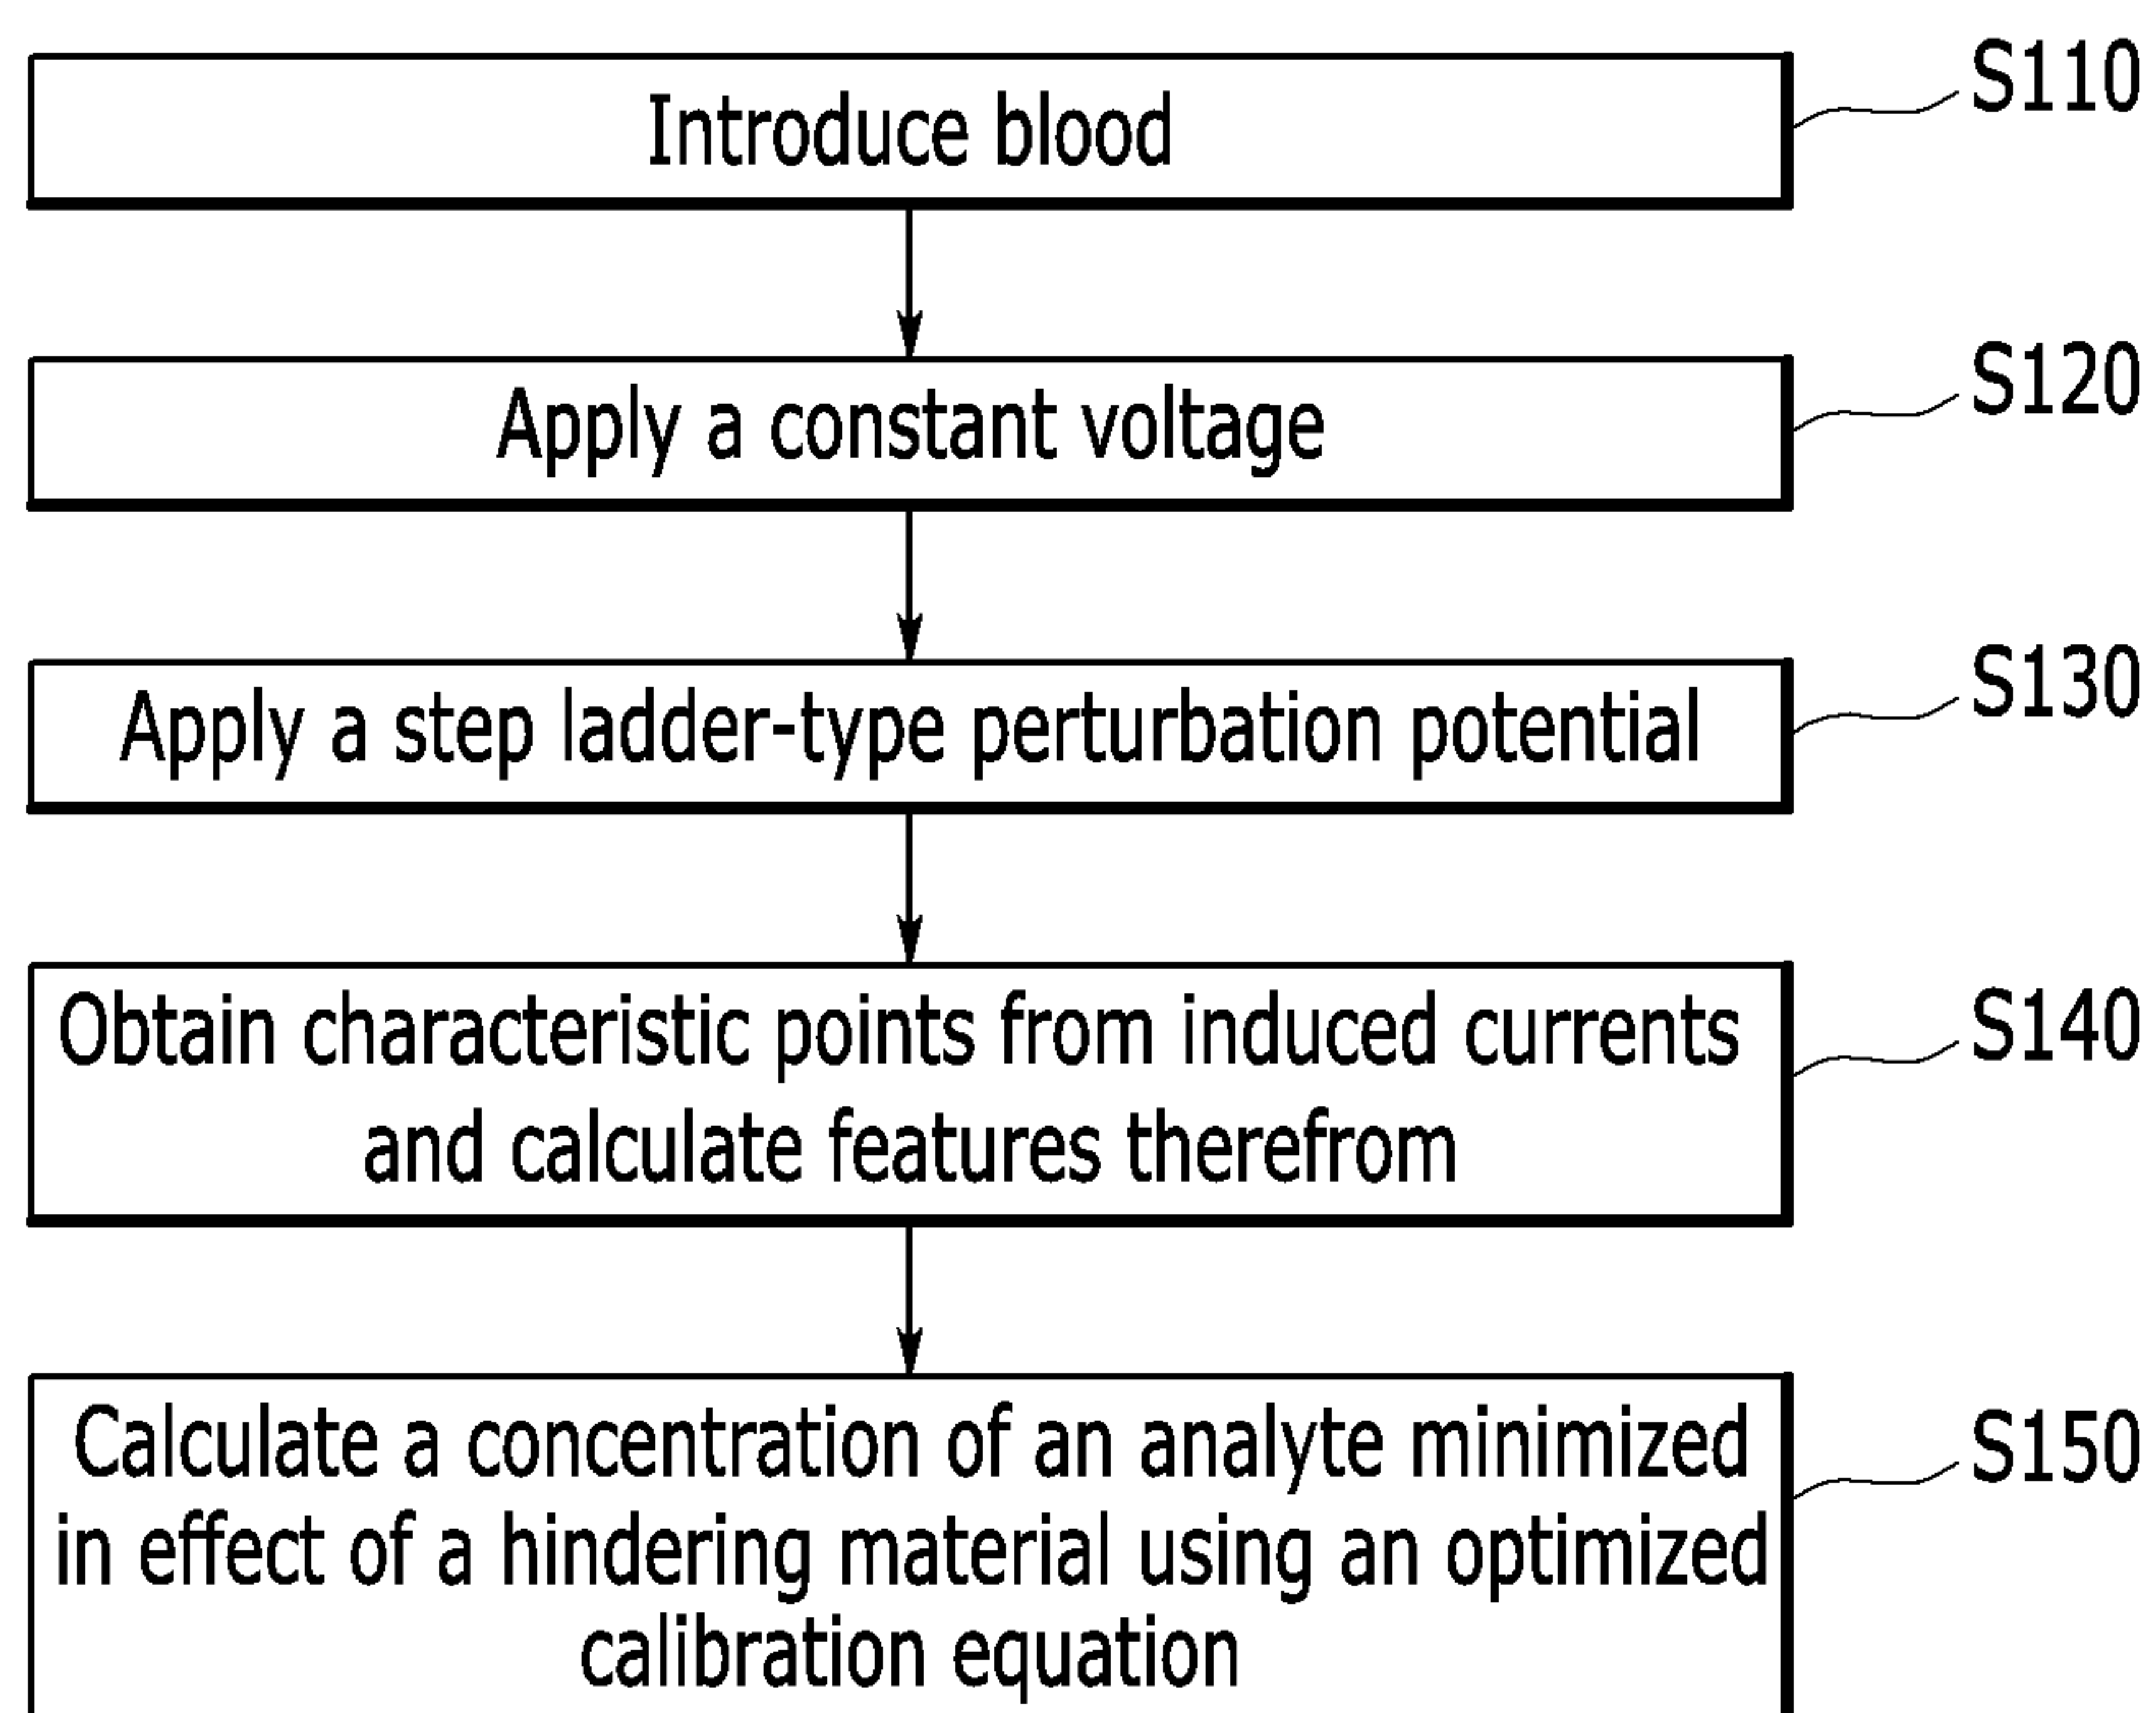 Introduce blood
S110
Apply a constant voltage
S120
Apply a step ladder-type perturbation potential
S130
Obtain characteristic points from induced currents
and calculate features therefrom
S140
Calculate a concentration of an analyte minimized
in effect of a hindering material using an optimized
calibration equation
S150